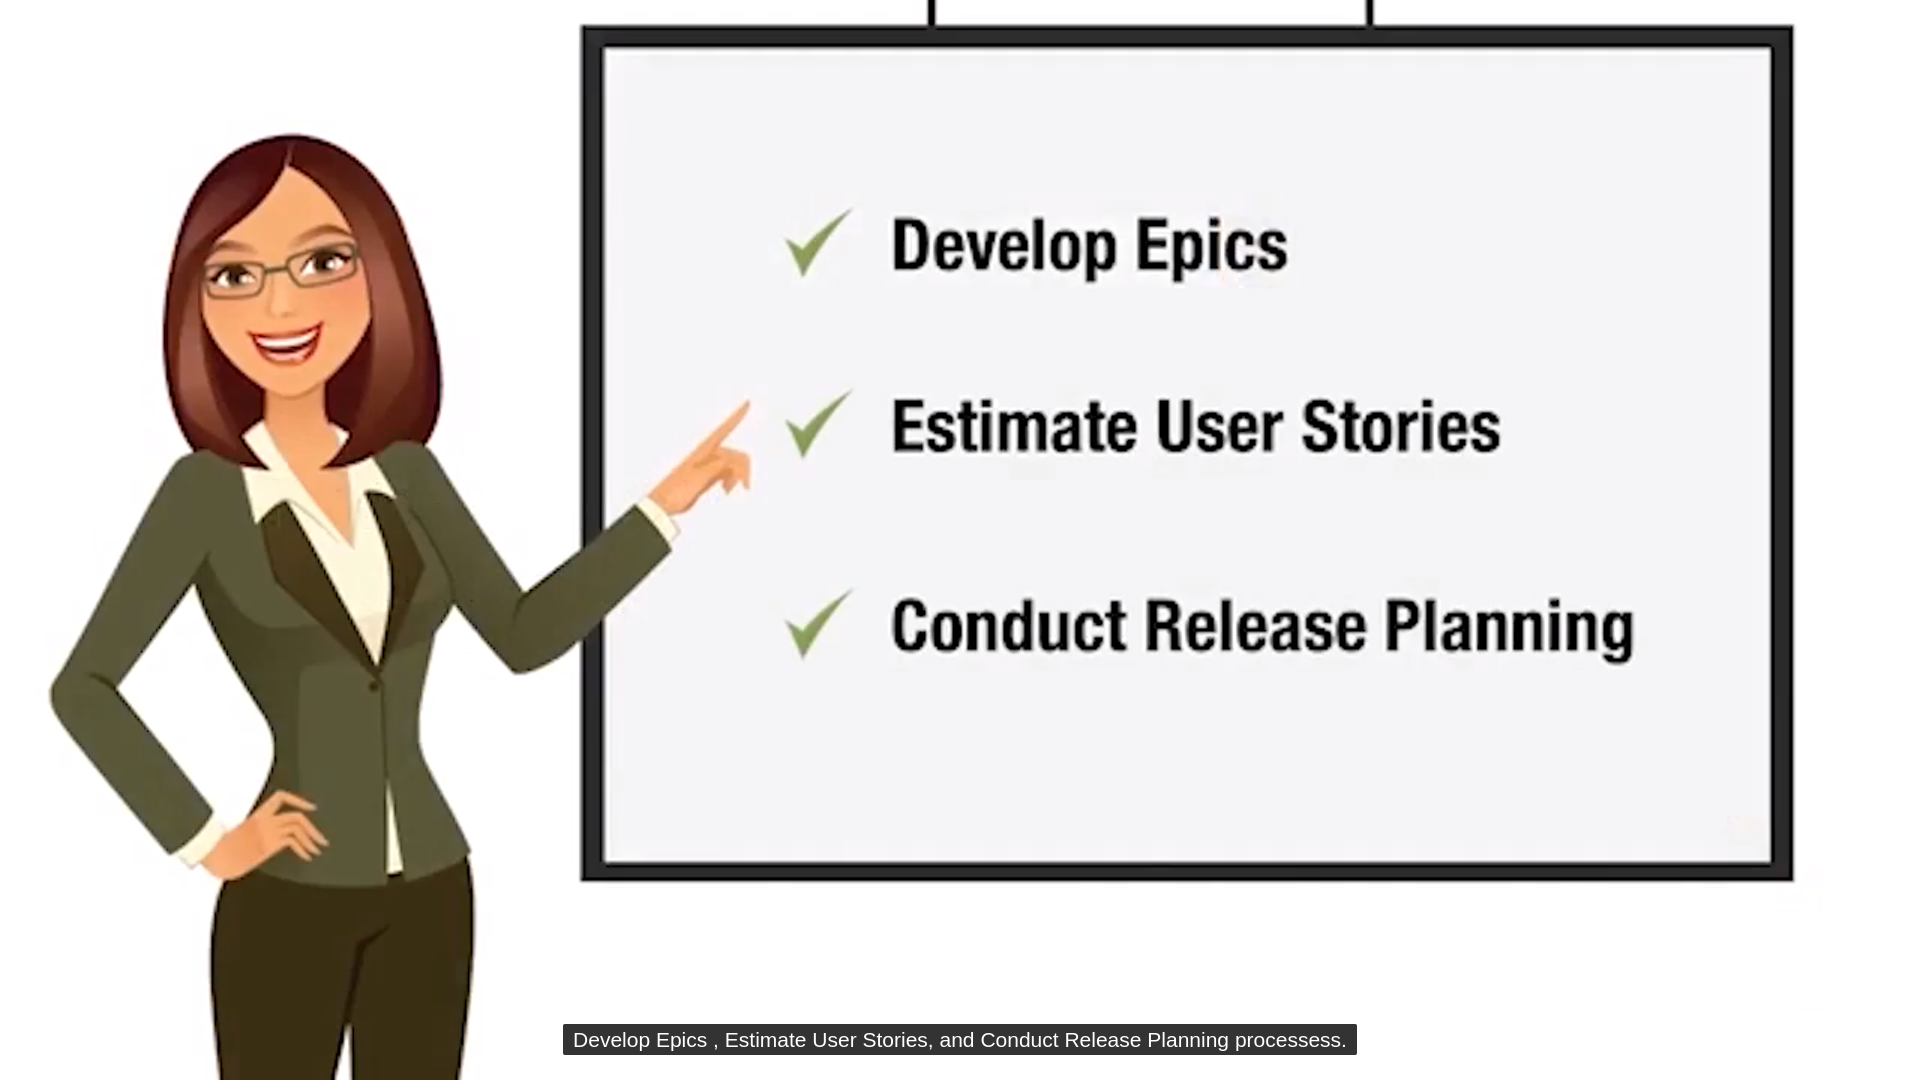 Develop Epics
Estimate User Stories
Conduct Release Planning
Develop Epics , Estimate User Stories, and Conduct Release Planning processess.